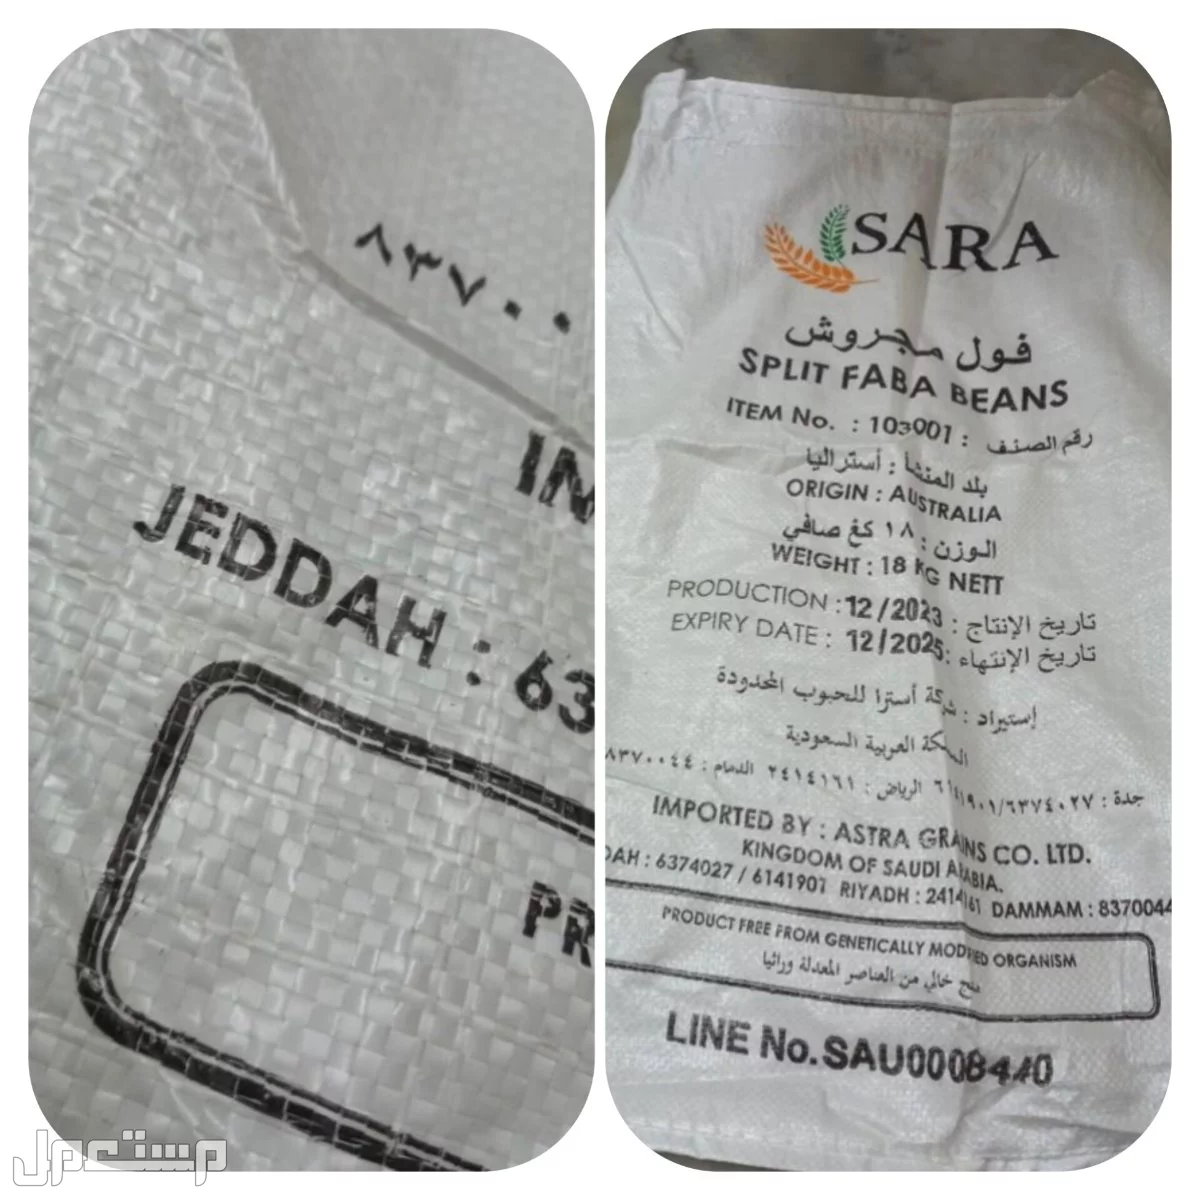 ٨٣٧٠٠
IN
JEDDAH : 63
PR
SARA
فول مجروش
SPLIT FABA BEANS
ITEM No. : 103001 : رقم الصنف
بلد المنشأ : أستراليا
ORIGIN : AUSTRALIA
الوزن : ١٨ كغ صافي
WEIGHT : 18 KG NETT
PRODUCTION : 12/2023 : تاريخ الإنتاج
EXPIRY DATE : 12/2025 : تاريخ الإنتهاء
إستيراد : شركة أسترا للحبوب المحدودة
المملكة العربية السعودية
جدة : ٦٣٧٤٠٢٧/٦١٤١٩٠١ الرياض : ٢٤١٤١٦١ الدمام : ٨٣٧٠٠٤٤
IMPORTED BY : ASTRA GRAINS CO. LTD.
KINGDOM OF SAUDI ARABIA.
DAH : 6374027 / 6141901 RIYADH : 2414161 DAMMAM : 8370044
PRODUCT FREE FROM GENETICALLY MODIFIED ORGANISM
منتج خالي من العناصر المعدلة وراثيا
LINE No.SAU0008440
مستعمل